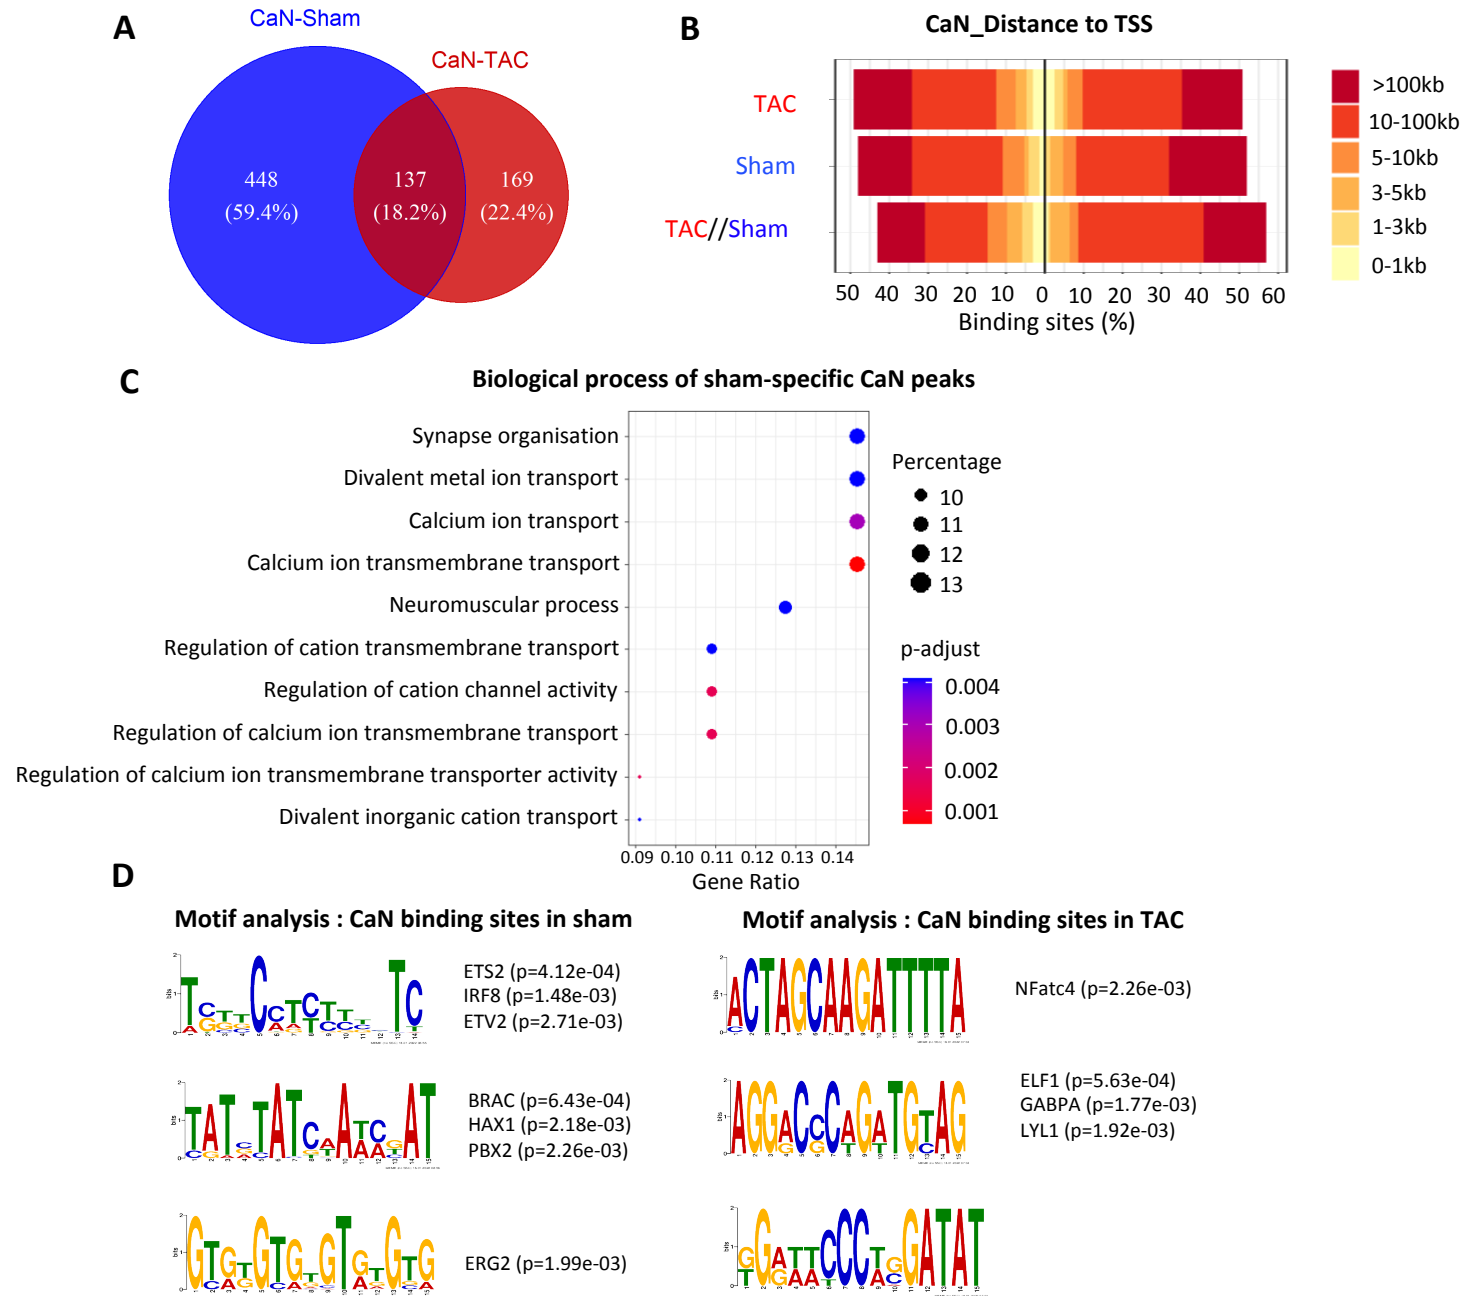 A
CaN-Sham
CaN-TAC
448
(59.4%)
137
(18.2%)
169
(22.4%)
B
CaN_Distance to TSS
TAC
Sham
TAC//Sham
50 40 30 20 10 0 10 20 30 40 50 60
Binding sites (%)
>100kb
10-100kb
5-10kb
3-5kb
1-3kb
0-1kb
C
Biological process of sham-specific CaN peaks
Synapse organisation
Divalent metal ion transport
Calcium ion transport
Calcium ion transmembrane transport
Neuromuscular process
Regulation of cation transmembrane transport
Regulation of cation channel activity
Regulation of calcium ion transmembrane transport
Regulation of calcium ion transmembrane transporter activity
Divalent inorganic cation transport
0.09 0.10 0.11 0.12 0.13 0.14
Gene Ratio
Percentage
10
11
12
13
p-adjust
0.004
0.003
0.002
0.001
D
Motif analysis : CaN binding sites in sham
ETS2 (p=4.12e-04)
IRF8 (p=1.48e-03)
ETV2 (p=2.71e-03)
BRAC (p=6.43e-04)
HAX1 (p=2.18e-03)
PBX2 (p=2.26e-03)
ERG2 (p=1.99e-03)
Motif analysis : CaN binding sites in TAC
NFatc4 (p=2.26e-03)
ELF1 (p=5.63e-04)
GABPA (p=1.77e-03)
LYL1 (p=1.92e-03)